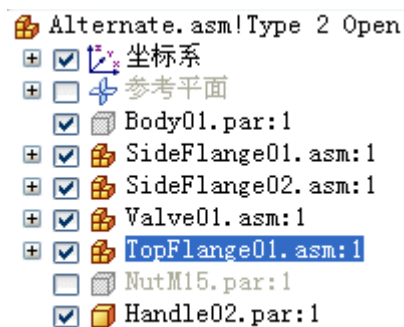 Alternate.asm!Type 2 Open
坐标系
参考平面
Body01.par:1
SideFlange01.asm:1
SideFlange02.asm:1
Valve01.asm:1
TopFlange01.asm:1
NutM15.par:1
Handle02.par:1